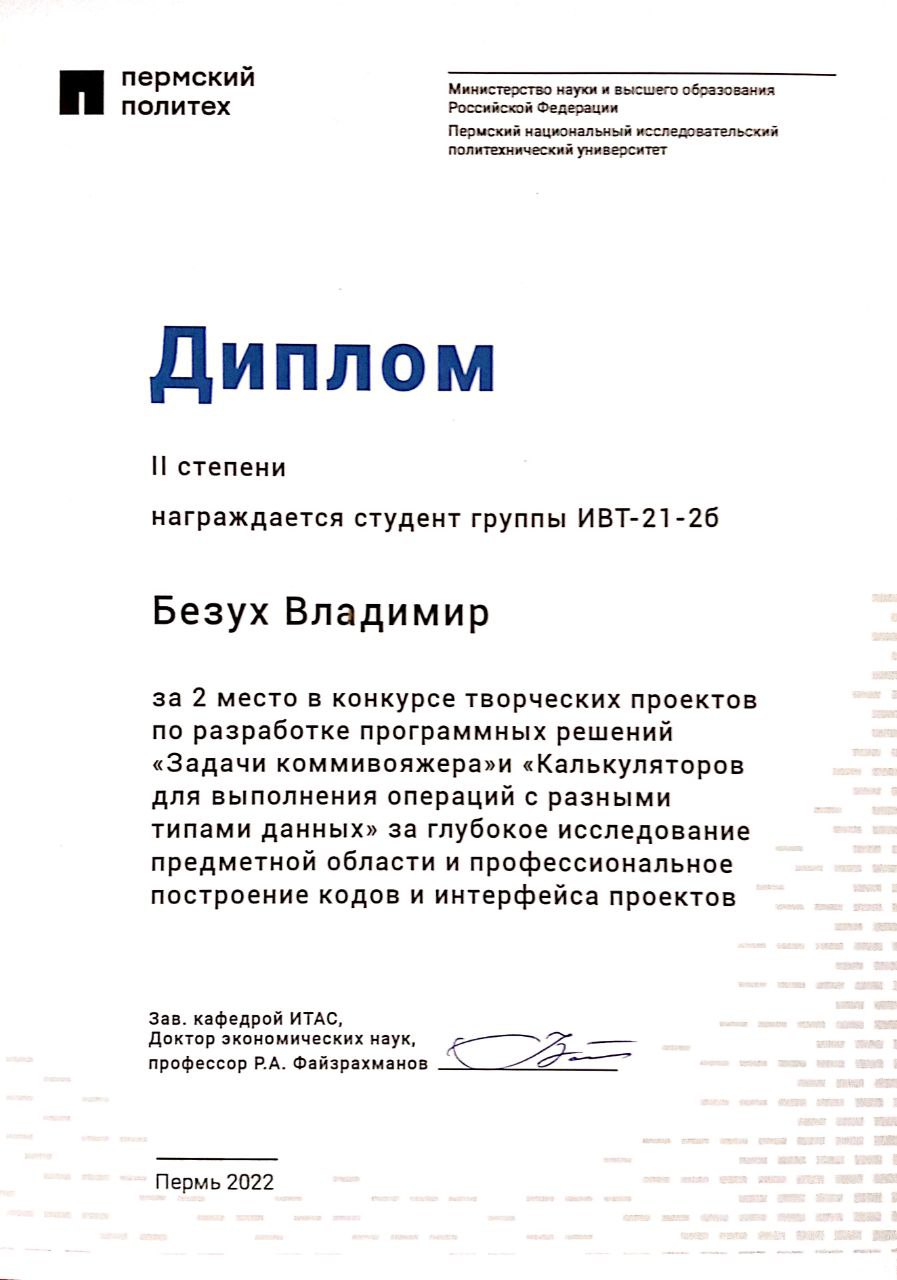 пермский
политех
Министерство науки и высшего образования
Российской Федерации
Пермский национальный исследовательский
политехнический университет
Диплом
II степени
награждается студент группы ИВТ-21-2б
Безух Владимир
за 2 место в конкурсе творческих проектов
по разработке программных решений
«Задачи коммивояжера»и «Калькуляторов
для выполнения операций с разными
типами данных» за глубокое исследование
предметной области и профессиональное
построение кодов и интерфейса проектов
Зав. кафедрой ИТАС,
Доктор экономических наук,
профессор Р.А. Файзрахманов
Пермь 2022